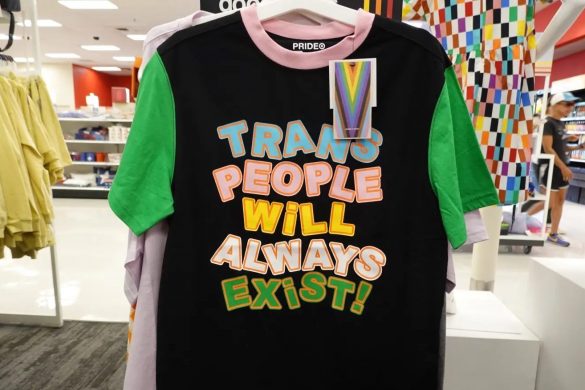 PRIDE
TRANS
PEOPLE
WiLL
ALWAYS
EXiST!